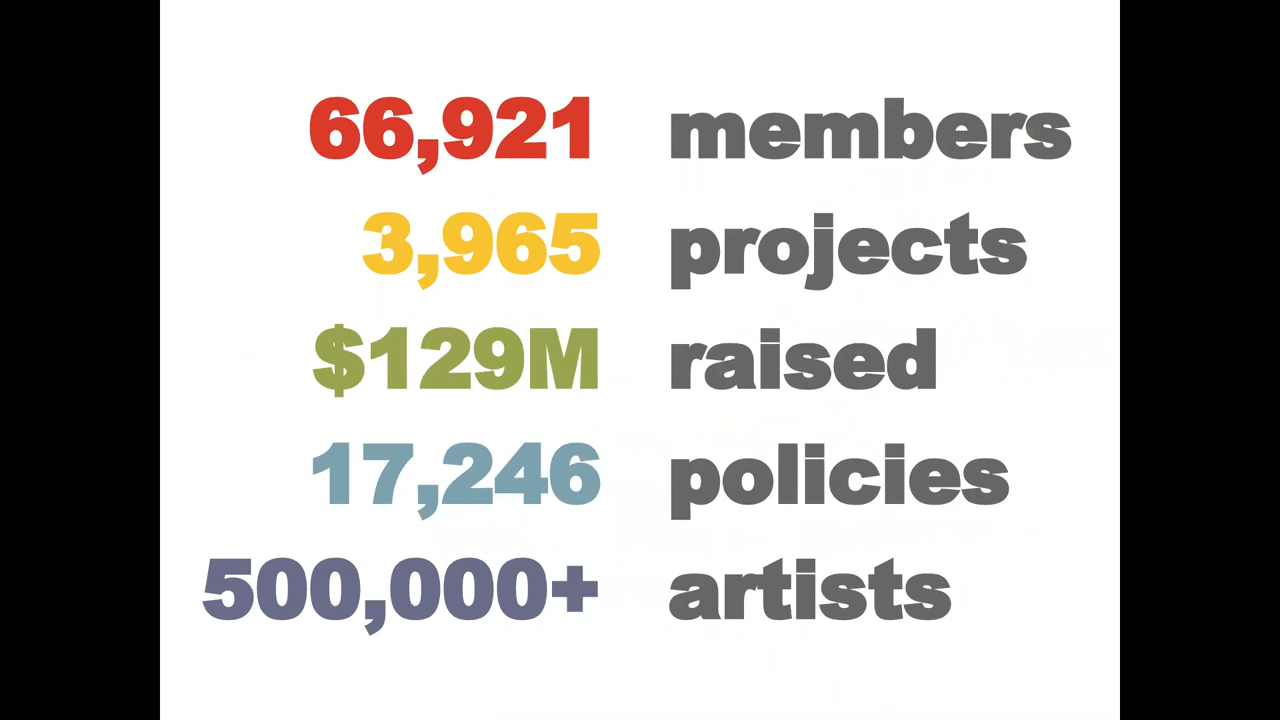 66,921 members
3,965 projects
$129M raised
17,246 policies
500,000+ artists